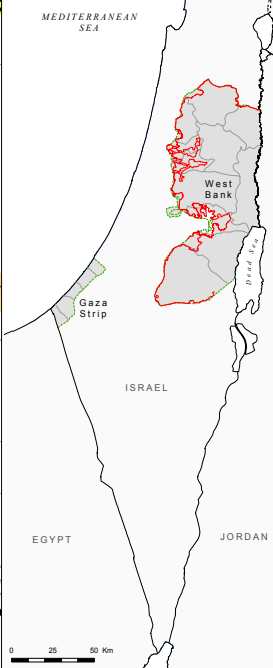 MEDITERRANEAN
SEA
West
Bank
Dead Sea
Gaza
Strip
ISRAEL
EGYPT
JORDAN
0 25 50 Km